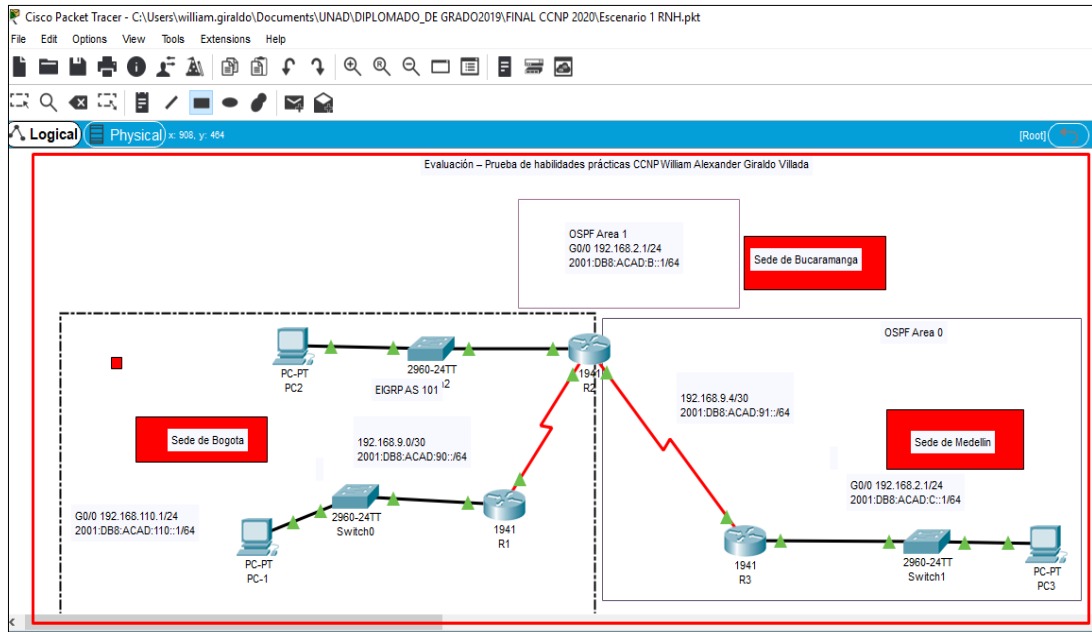 Cisco Packet Tracer - C:\Users\william.giraldo\Documents\UNAD\DIPLOMADO_DE GRADO2019\FINAL CCNP 2020\Escenario 1 RNH.pkt
File Edit Options View Tools Extensions Help
Logical Physical x: 908, y: 464 [Root]
Evaluación – Prueba de habilidades prácticas CCNP William Alexander Giraldo Villada
OSPF Area 1
G0/0 192.168.2.1/24
2001:DB8:ACAD:B::1/64
Sede de Bucaramanga
OSPF Area 0
PC-PT
PC2
2960-24TT
EIGRP AS 101
1941
R2
192.168.9.4/30
2001:DB8:ACAD:91::/64
Sede de Bogota
192.168.9.0/30
2001:DB8:ACAD:90::/64
Sede de Medellin
G0/0 192.168.2.1/24
2001:DB8:ACAD:C::1/64
G0/0 192.168.110.1/24
2001:DB8:ACAD:110::1/64
2960-24TT
Switch0
1941
R1
PC-PT
PC-1
1941
R3
2960-24TT
Switch1
PC-PT
PC3